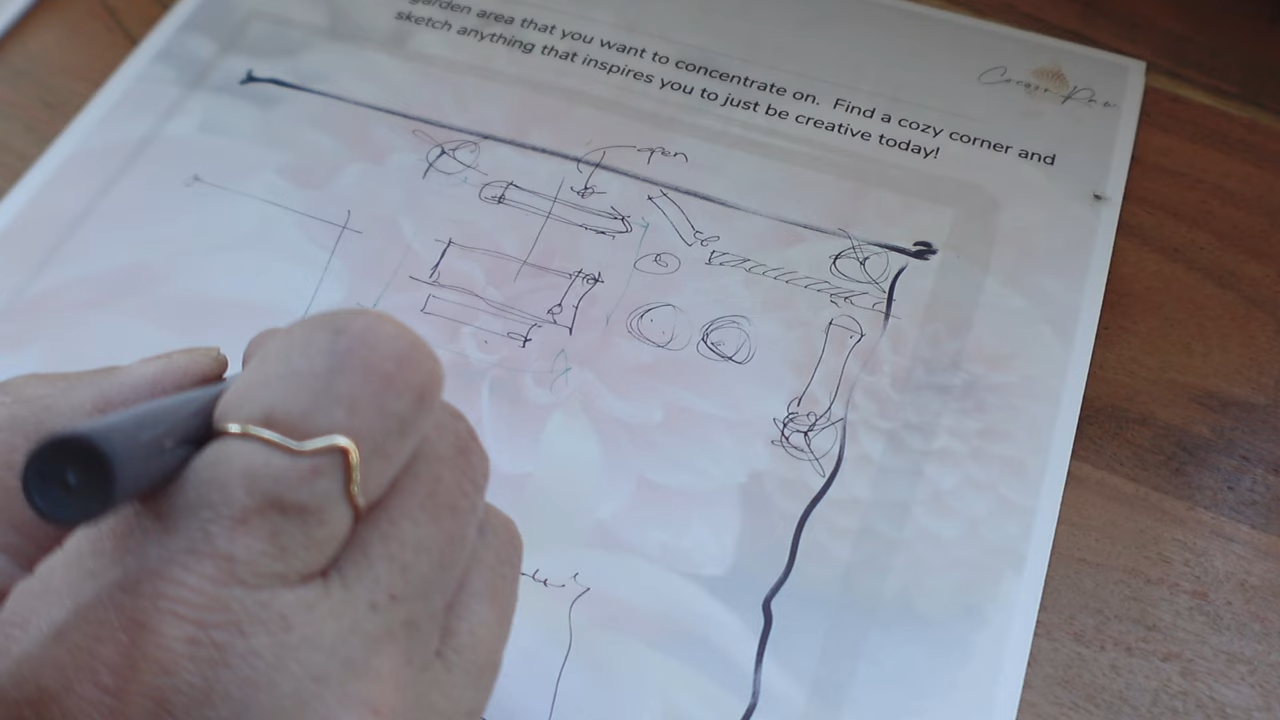 garden area that you want to concentrate on. Find a cozy corner and
sketch anything that inspires you to just be creative today!
open